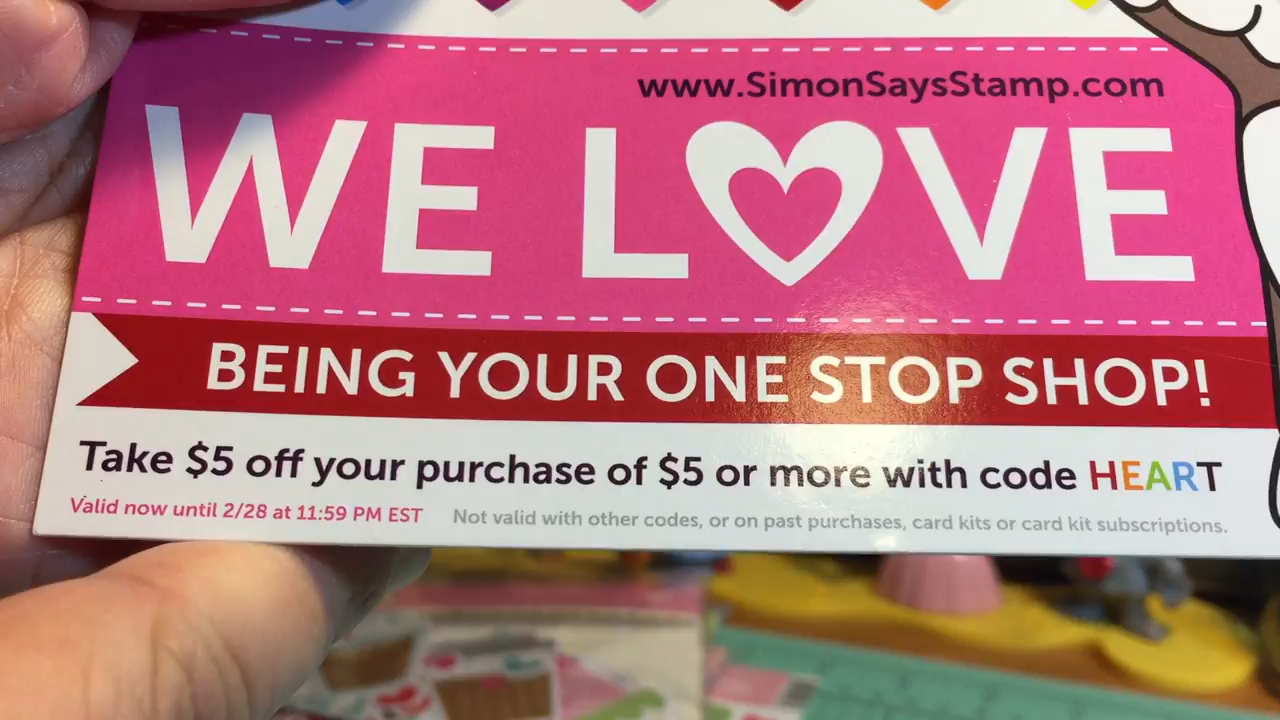 www.SimonSaysStamp.com
WE LOVE
BEING YOUR ONE STOP SHOP!
Take $5 off your purchase of $5 or more with code HEART
Valid now until 2/28 at 11:59 PM EST Not valid with other codes, or on past purchases, card kits or card kit subscriptions.